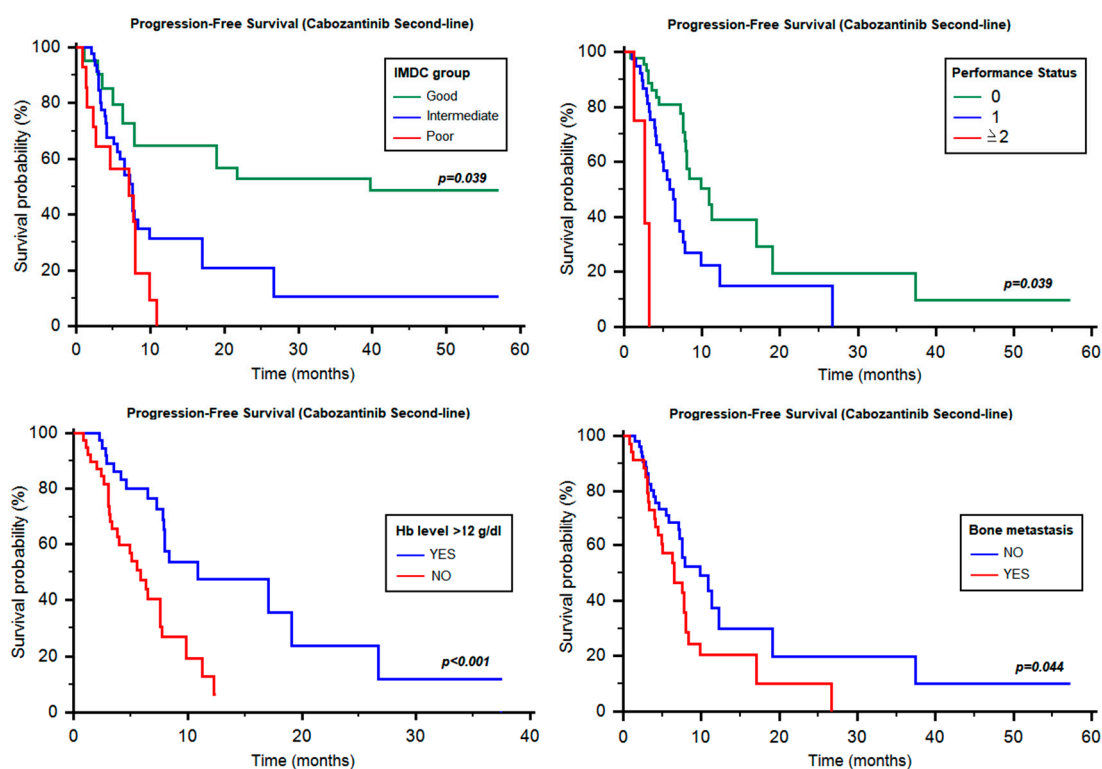 Progression-Free Survival (Cabozantinib Second-line)
Survival probability (%)
100
80
60
40
20
0
IMDC group
Good
Intermediate
Poor
p=0.039
0
10
20
30
40
50
60
Time (months)
Progression-Free Survival (Cabozantinib Second-line)
Survival probability (%)
100
80
60
40
20
0
Performance Status
0
1
≥2
p=0.039
0
10
20
30
40
50
60
Time (months)
Progression-Free Survival (Cabozantinib Second-line)
Survival probability (%)
100
80
60
40
20
0
Hb level >12 g/dl
YES
NO
p<0.001
0
10
20
30
40
Time (months)
Progression-Free Survival (Cabozantinib Second-line)
Survival probability (%)
100
80
60
40
20
0
Bone metastasis
NO
YES
p=0.044
0
10
20
30
40
50
60
Time (months)